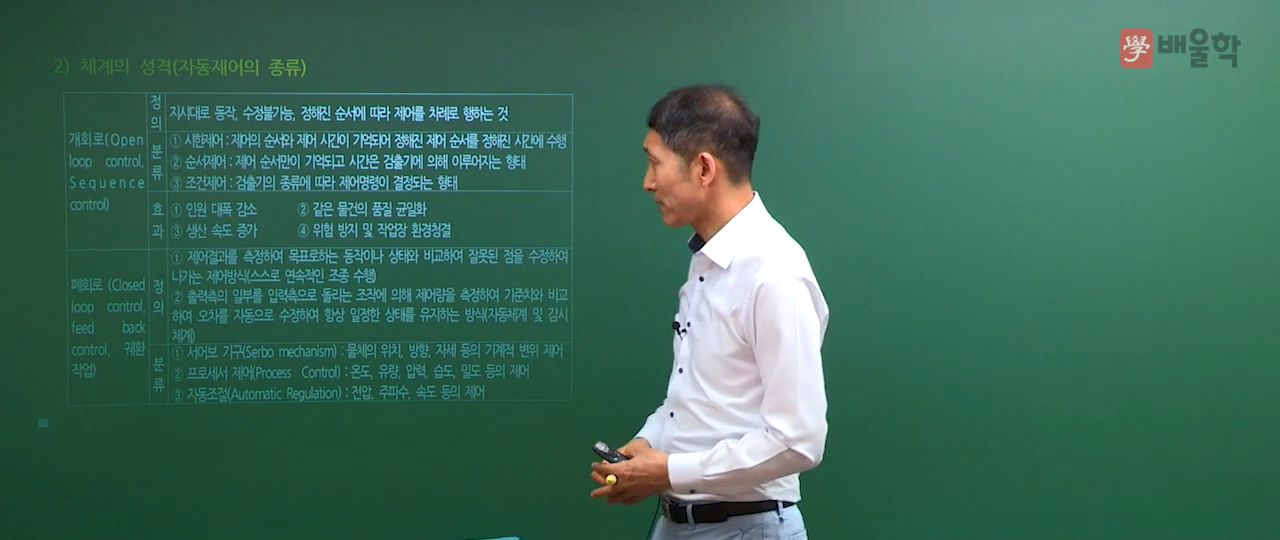 學 배울학
2) 체계의 성격(자동제어의 종류)
개회로(Open
loop control,
Sequence
control)
정
의
지시대로 동작, 수정불가능, 정해진 순서에 따라 제어를 차례로 행하는 것
분
류
① 시한제어 : 제어의 순서와 제어 시간이 기억되어 정해진 제어 순서를 정해진 시간에 수행
② 순서제어 : 제어 순서만이 기억되고 시간은 검출기에 의해 이루어지는 형태
③ 조건제어 : 검출기의 종류에 따라 제어명령이 결정되는 형태
효
과
① 인원 대폭 감소 ② 같은 물건의 품질 균일화
③ 생산 속도 증가 ④ 위험 방지 및 작업장 환경청결
폐회로 (Closed
loop control,
feed back
control, 궤환
작업)
정
의
① 제어결과를 측정하여 목표로하는 동작이나 상태와 비교하여 잘못된 점을 수정하여
나가는 제어방식(스스로 연속적인 조종 수행)
② 출력측의 일부를 입력측으로 돌리는 조작에 의해 제어량을 측정하여 기준치와 비교
하여 오차를 자동으로 수정하여 항상 일정한 상태를 유지하는 방식(자동체계 및 감시
체계)
분
류
① 서어보 기구(Serbo mechanism) : 물체의 위치, 방향, 자세 등의 기계적 변위 제어
② 프로세서 제어(Process Control) : 온도, 유량, 압력, 습도, 밀도 등의 제어
③ 자동조절(Automatic Regulation) : 전압, 주파수, 속도 등의 제어